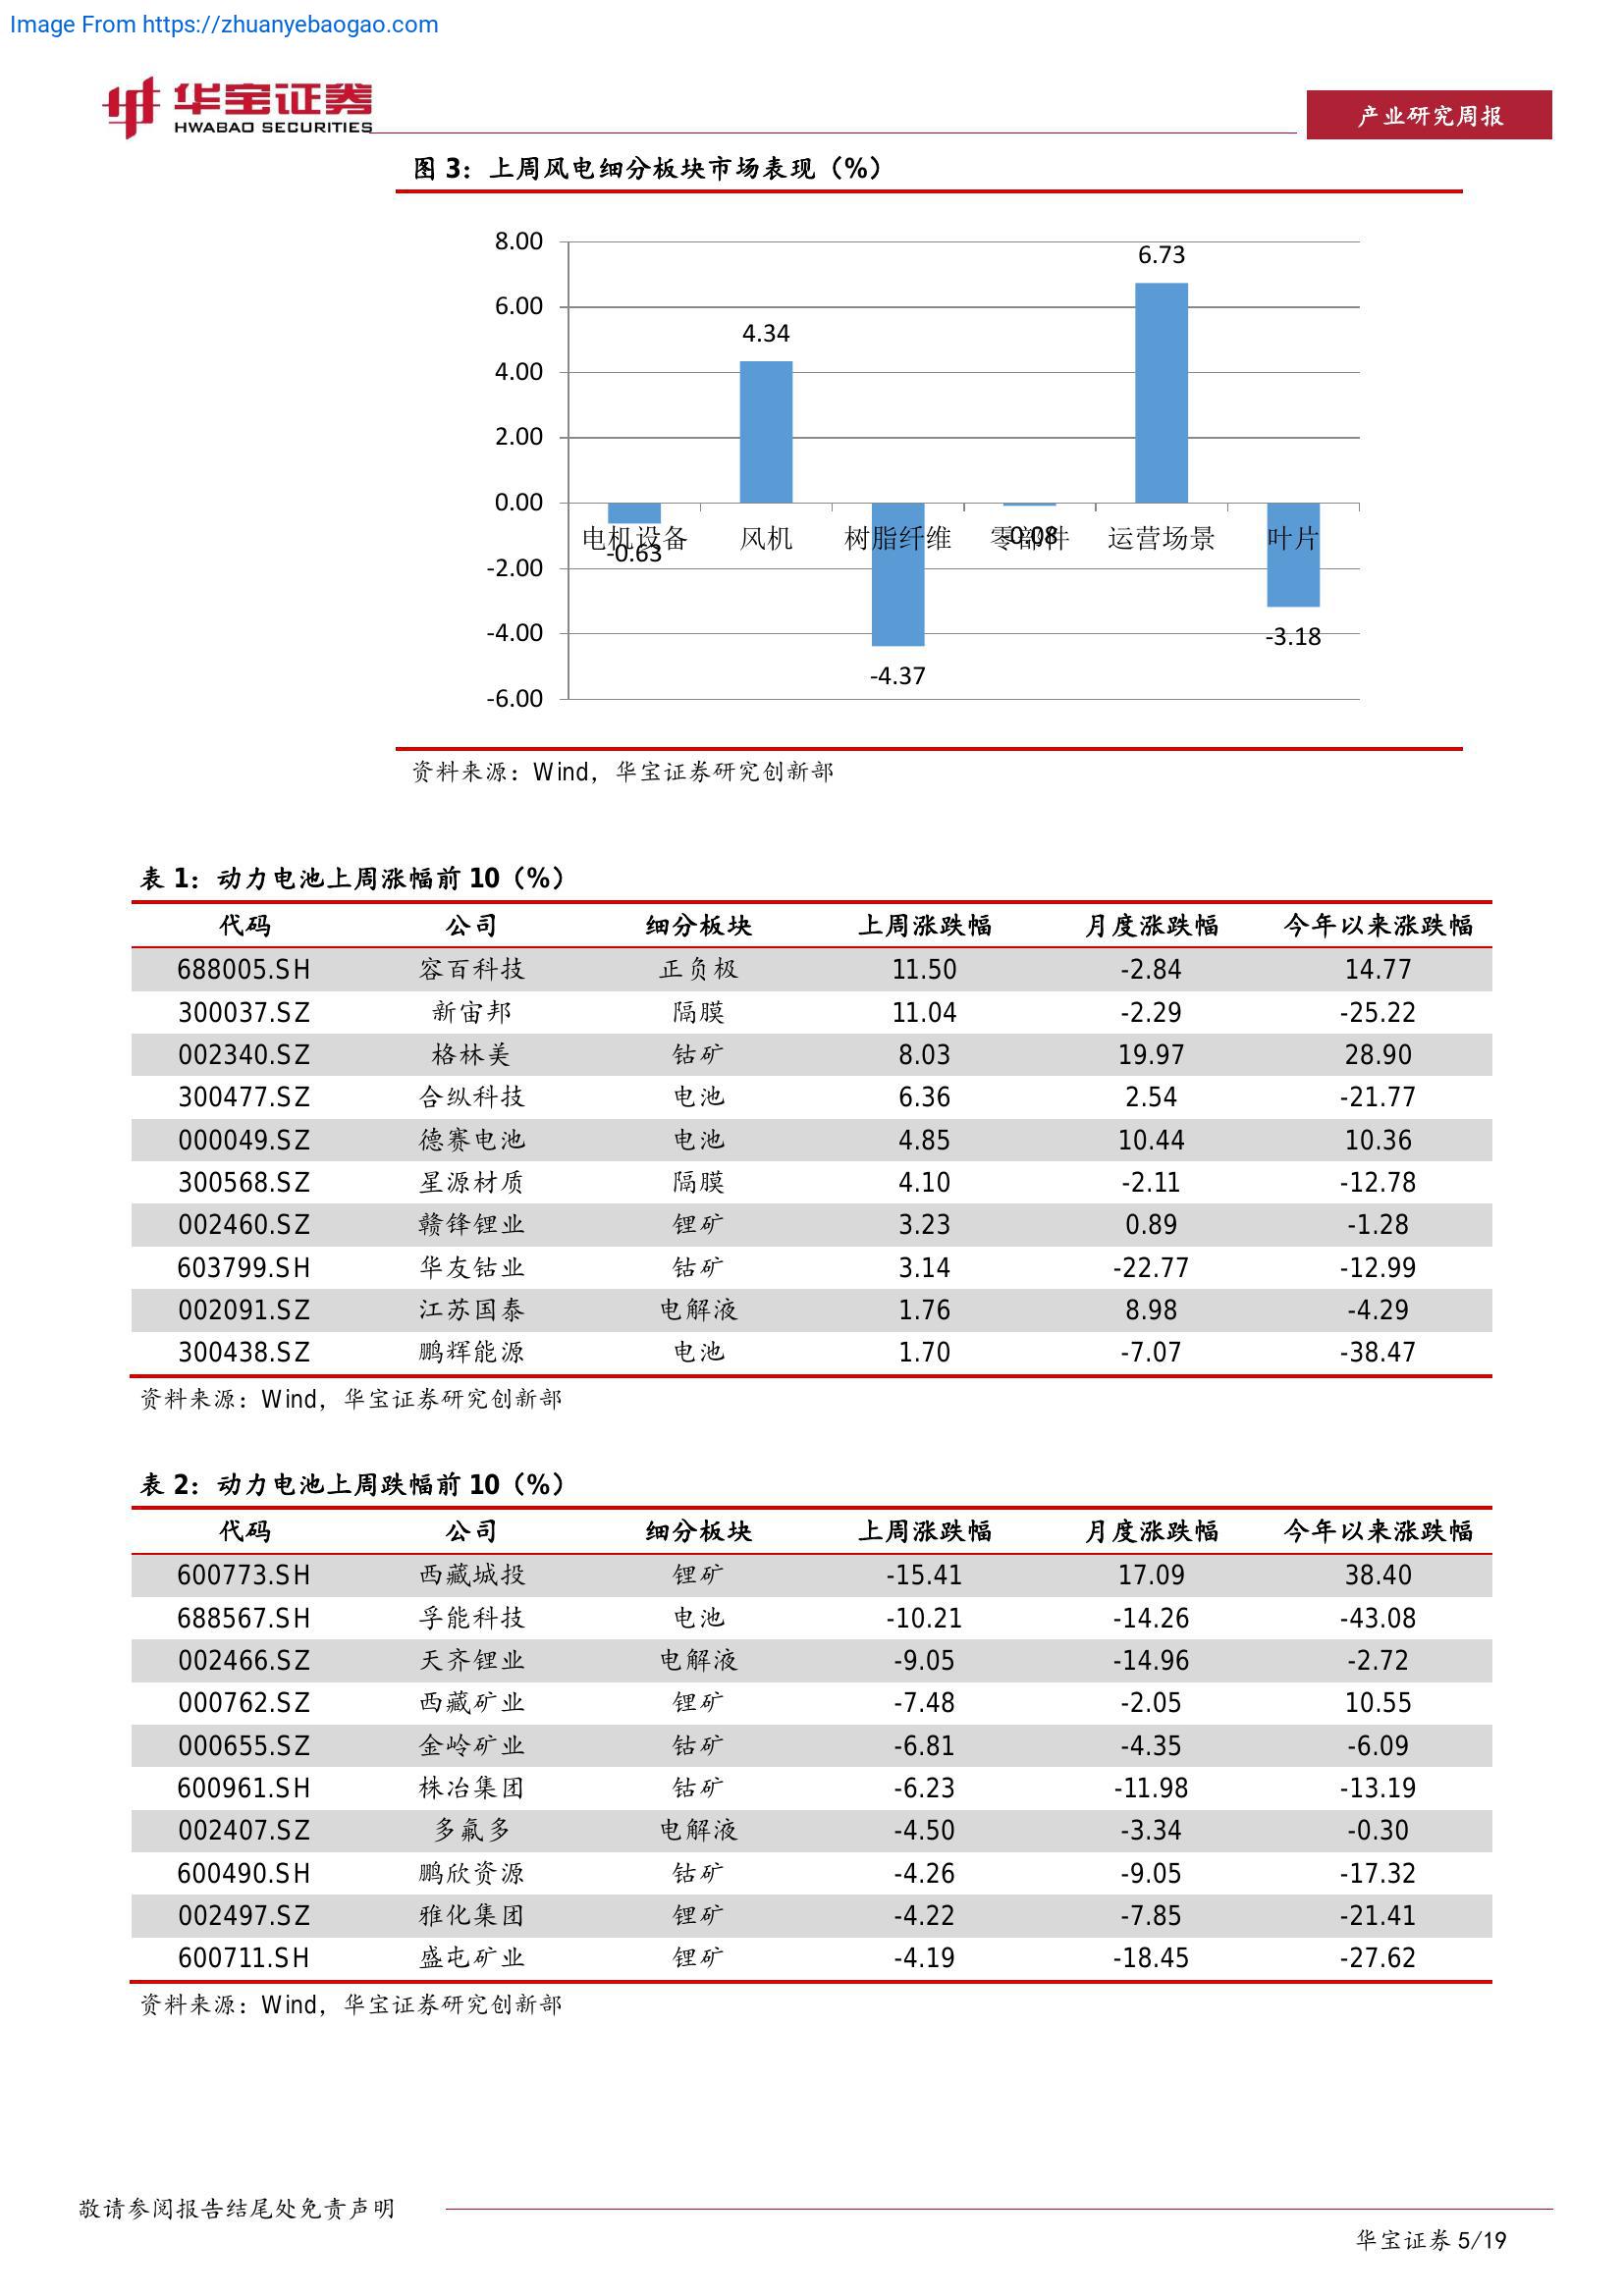 Image From https://zhuanyebaogao.com
华宝证券
HWABAO SECURITIES
产业研究周报
图 3：上周风电细分板块市场表现（%）
8.00
6.00
4.00
2.00
0.00
-2.00
-4.00
-6.00
-0.63
4.34
-4.37
-0.08
6.73
-3.18
电机设备 风机 树脂纤维 零部件 运营场景 叶片
资料来源：Wind，华宝证券研究创新部
表 1：动力电池上周涨幅前 10（%）
代码 公司 细分板块 上周涨跌幅 月度涨跌幅 今年以来涨跌幅
688005.SH 容百科技 正负极 11.50 -2.84 14.77
300037.SZ 新宙邦 隔膜 11.04 -2.29 -25.22
002340.SZ 格林美 钴矿 8.03 19.97 28.90
300477.SZ 合纵科技 电池 6.36 2.54 -21.77
000049.SZ 德赛电池 电池 4.85 10.44 10.36
300568.SZ 星源材质 隔膜 4.10 -2.11 -12.78
002460.SZ 赣锋锂业 锂矿 3.23 0.89 -1.28
603799.SH 华友钴业 钴矿 3.14 -22.77 -12.99
002091.SZ 江苏国泰 电解液 1.76 8.98 -4.29
300438.SZ 鹏辉能源 电池 1.70 -7.07 -38.47
资料来源：Wind，华宝证券研究创新部
表 2：动力电池上周跌幅前 10（%）
代码 公司 细分板块 上周涨跌幅 月度涨跌幅 今年以来涨跌幅
600773.SH 西藏城投 锂矿 -15.41 17.09 38.40
688567.SH 孚能科技 电池 -10.21 -14.26 -43.08
002466.SZ 天齐锂业 电解液 -9.05 -14.96 -2.72
000762.SZ 西藏矿业 锂矿 -7.48 -2.05 10.55
000655.SZ 金岭矿业 钴矿 -6.81 -4.35 -6.09
600961.SH 株冶集团 钴矿 -6.23 -11.98 -13.19
002407.SZ 多氟多 电解液 -4.50 -3.34 -0.30
600490.SH 鹏欣资源 钴矿 -4.26 -9.05 -17.32
002497.SZ 雅化集团 锂矿 -4.22 -7.85 -21.41
600711.SH 盛屯矿业 锂矿 -4.19 -18.45 -27.62
资料来源：Wind，华宝证券研究创新部
敬请参阅报告结尾处免责声明
华宝证券 5/19